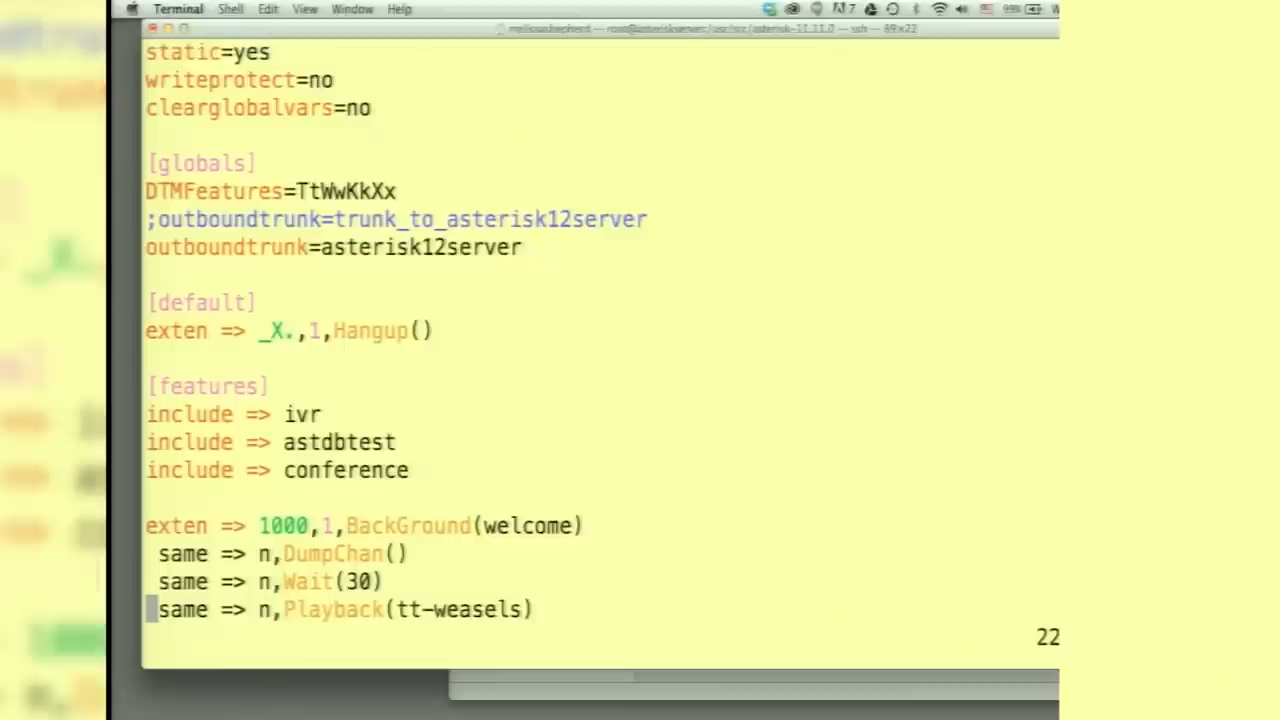 Terminal Shell Edit View Window Help
static=yes
writeprotect=no
clearglobalvars=no
[globals]
DTMFeatures=TtWwKkXx
;outboundtrunk=trunk_to_asterisk12server
outboundtrunk=asterisk12server
[default]
exten => _X.,1,Hangup()
[features]
include => ivr
include => astdbtest
include => conference
exten => 1000,1,BackGround(welcome)
same => n,DumpChan()
same => n,Wait(30)
same => n,Playback(tt-weasels)
22